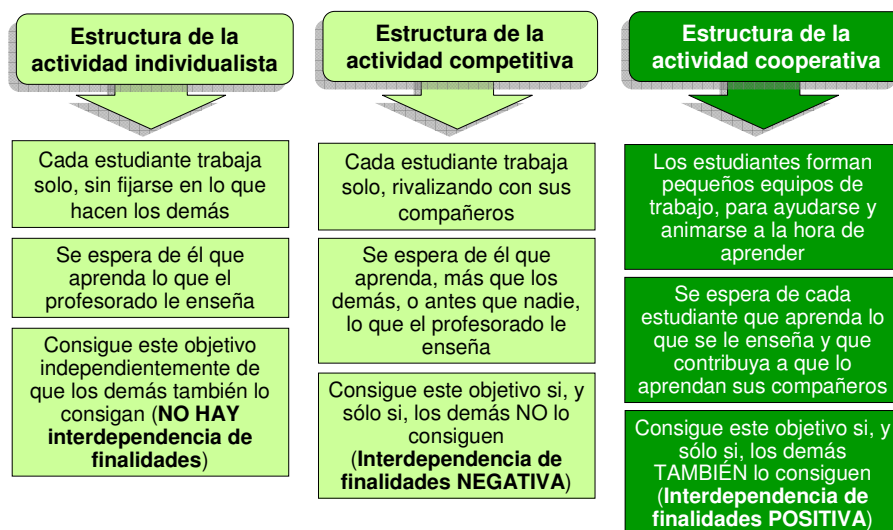 Estructura de la
actividad individualista
Cada estudiante trabaja
solo, sin fijarse en lo que
hacen los demás
Se espera de él que
aprenda lo que el
profesorado le enseña
Consigue este objetivo
independientemente de
que los demás también lo
consigan (NO HAY
interdependencia de
finalidades)
Estructura de la
actividad competitiva
Cada estudiante trabaja
solo, rivalizando con sus
compañeros
Se espera de él que
aprenda, más que los
demás, o antes que nadie,
lo que el profesorado le
enseña
Consigue este objetivo si, y
sólo si, los demás NO lo
consiguen
(Interdependencia de
finalidades NEGATIVA)
Estructura de la
actividad cooperativa
Los estudiantes forman
pequeños equipos de
trabajo, para ayudarse y
animarse a la hora de
aprender
Se espera de cada
estudiante que aprenda lo
que se le enseña y que
contribuya a que lo
aprendan sus compañeros
Consigue este objetivo si, y
sólo si, los demás
TAMBIÉN lo consiguen
(Interdependencia de
finalidades POSITIVA)